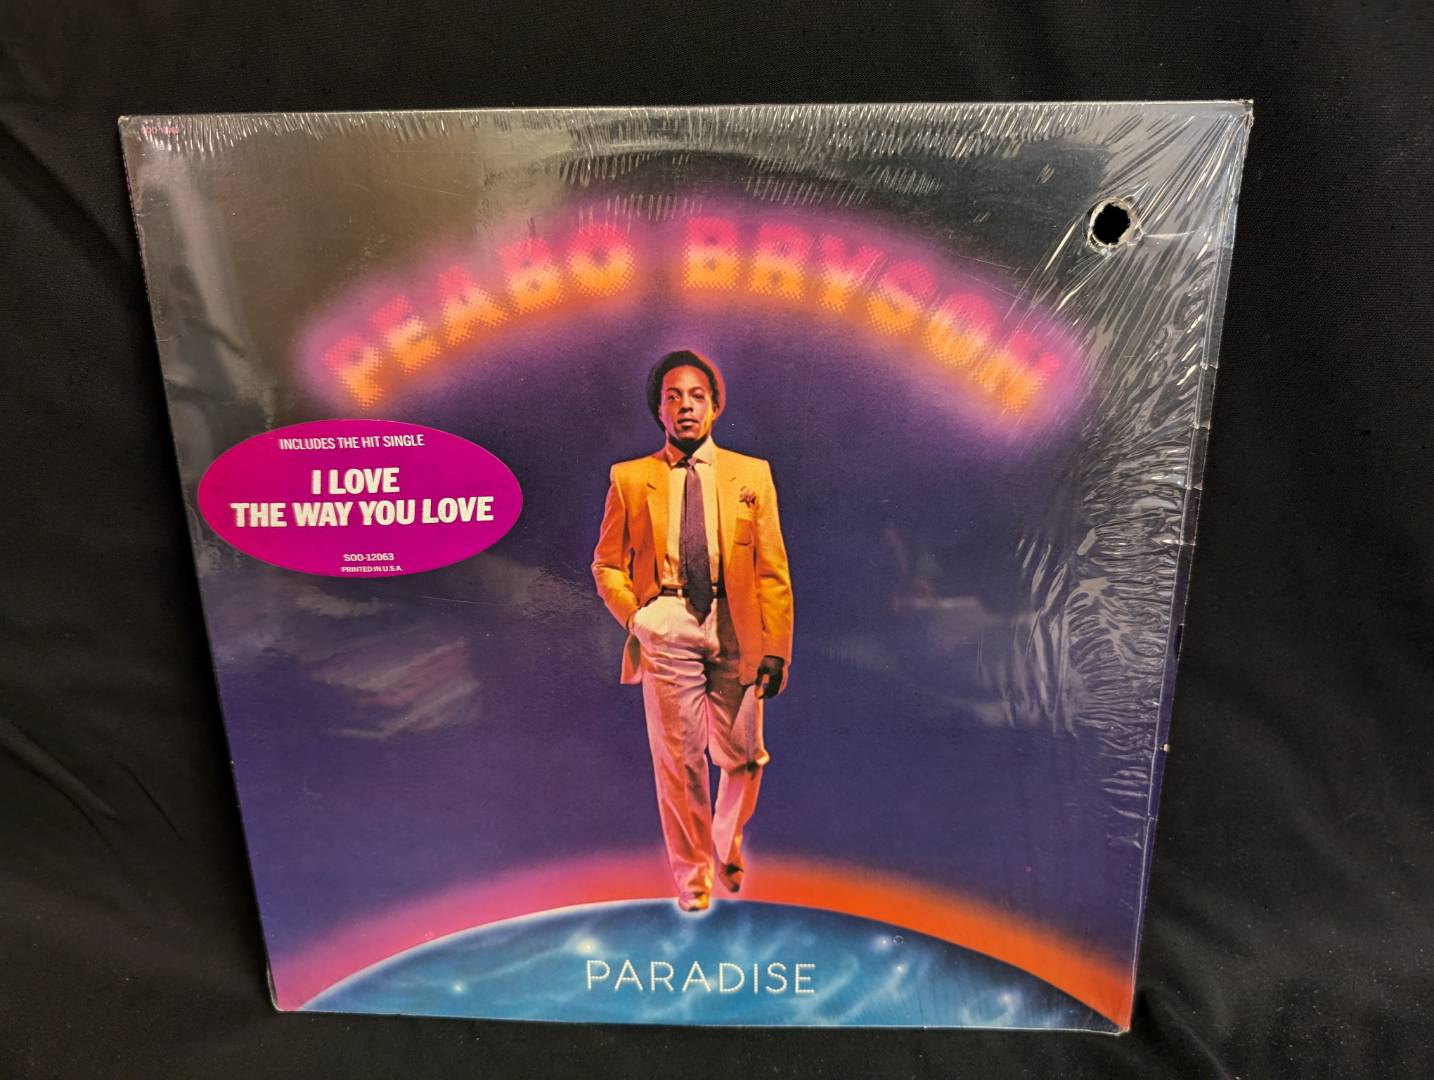 PEABO BRYSON
INCLUDES THE HIT SINGLE
I LOVE
THE WAY YOU LOVE
SOO-12063
PRINTED IN U.S.A.
PARADISE